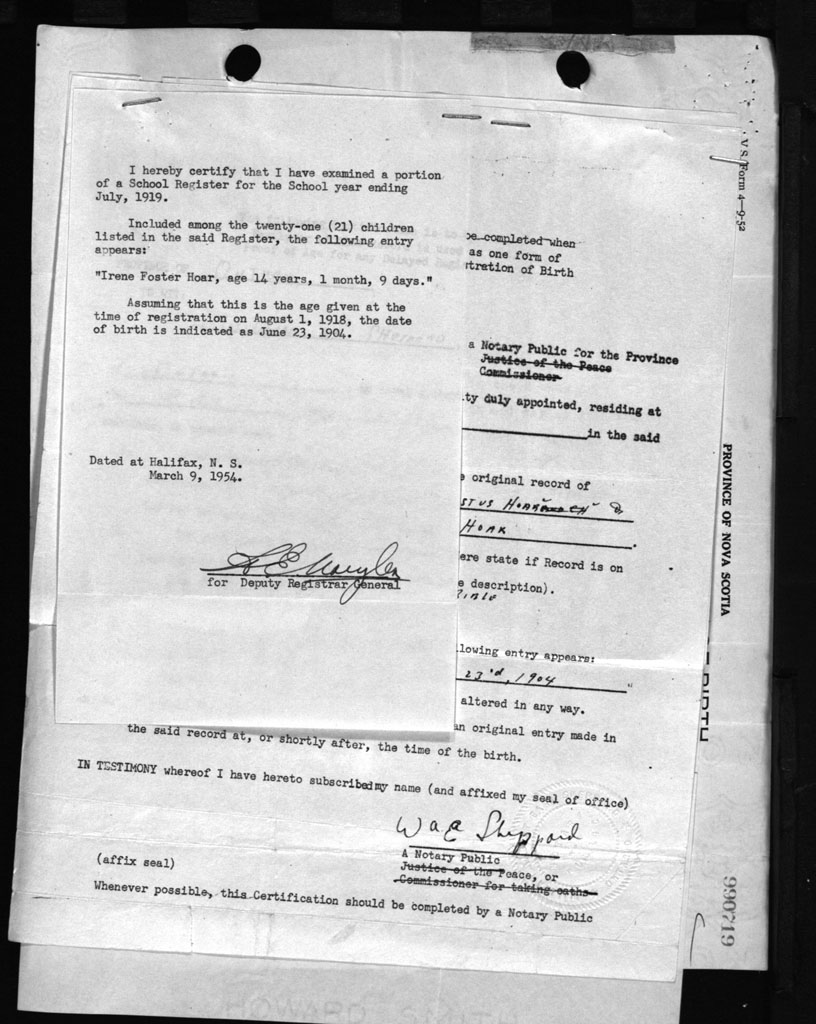 I hereby certify that I have examined a portion
of a School Register for the School year ending
July, 1919.
Included among the twenty-one (21) children
listed in the said Register, the following entry
appears:
"Irene Foster Hoar, age 14 years, 1 month, 9 days."
Assuming that this is the age given at the
time of registration on August 1, 1918, the date
of birth is indicated as June 23, 1904.
Dated at Halifax, N. S.
March 9, 1954.
for Deputy Registrar General
be completed when
as one form of
tration of Birth
a Notary Public for the Province
Justice of the Peace
Commissioner
ty duly appointed, residing at
in the said
original record of
Hoar
ere state if Record is on
e description).
lowing entry appears:
23rd, 1904
altered in any way.
an original entry made in
the said record at, or shortly after, the time of the birth.
IN TESTIMONY whereof I have hereto subscribed my name (and affixed my seal of office)
W a E Sheppard
A Notary Public
Justice of the Peace, or
Commissioner for taking oaths
(affix seal)
Whenever possible, this Certification should be completed by a Notary Public
V S Form 4-9-52
PROVINCE OF NOVA SCOTIA
BIRTH
990719
HOWARD SMITH